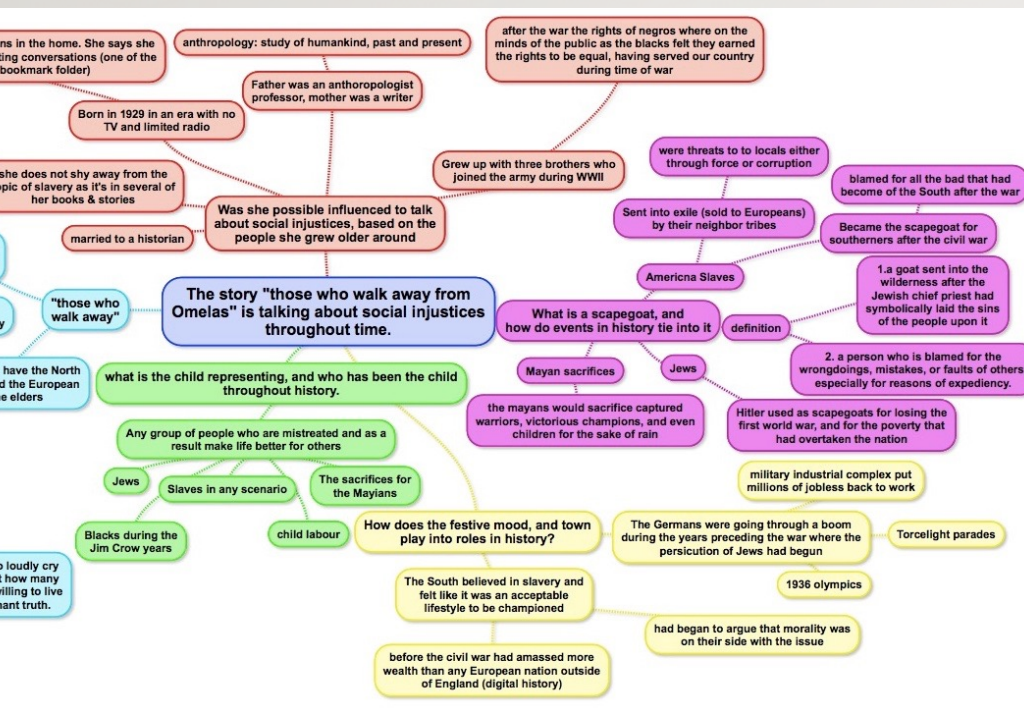 ns in the home. She says she
ting conversations (one of the
bookmark folder)
anthropology: study of humankind, past and present
after the war the rights of negros where on the
minds of the public as the blacks felt they earned
the rights to be equal, having served our country
during time of war
Father was an anthoropologist
professor, mother was a writer
Born in 1929 in an era with no
TV and limited radio
Grew up with three brothers who
joined the army during WWII
she does not shy away from the
opic of slavery as it's in several of
her books & stories
Was she possible influenced to talk
about social injustices, based on the
people she grew older around
married to a historian
were threats to to locals either
through force or corruption
blamed for all the bad that had
become of the South after the war
Sent into exile (sold to Europeans)
by their neighbor tribes
Became the scapegoat for
southerners after the civil war
Americna Slaves
1.a goat sent into the
wilderness after the
Jewish chief priest had
symbolically laid the sins
of the people upon it
"those who
walk away"
The story "those who walk away from
Omelas" is talking about social injustices
throughout time.
What is a scapegoat, and
how do events in history tie into it
definition
y
have the North
d the European
e elders
what is the child representing, and who has been the child
throughout history.
Mayan sacrifices
Jews
2. a person who is blamed for the
wrongdoings, mistakes, or faults of others
especially for reasons of expediency.
the mayans would sacrifice captured
warriors, victorious champions, and even
children for the sake of rain
Hitler used as scapegoats for losing the
first world war, and for the poverty that
had overtaken the nation
Any group of people who are mistreated and as a
result make life better for others
Jews
Slaves in any scenario
The sacrifices for
the Mayians
Blacks during the
Jim Crow years
child labour
military industrial complex put
millions of jobless back to work
How does the festive mood, and town
play into roles in history?
The Germans were going through a boom
during the years preceding the war where the
persicution of Jews had begun
Torcelight parades
1936 olympics
o loudly cry
t how many
villing to live
nant truth.
The South believed in slavery and
felt like it was an acceptable
lifestyle to be championed
had began to argue that morality was
on their side with the issue
before the civil war had amassed more
wealth than any European nation outside
of England (digital history)